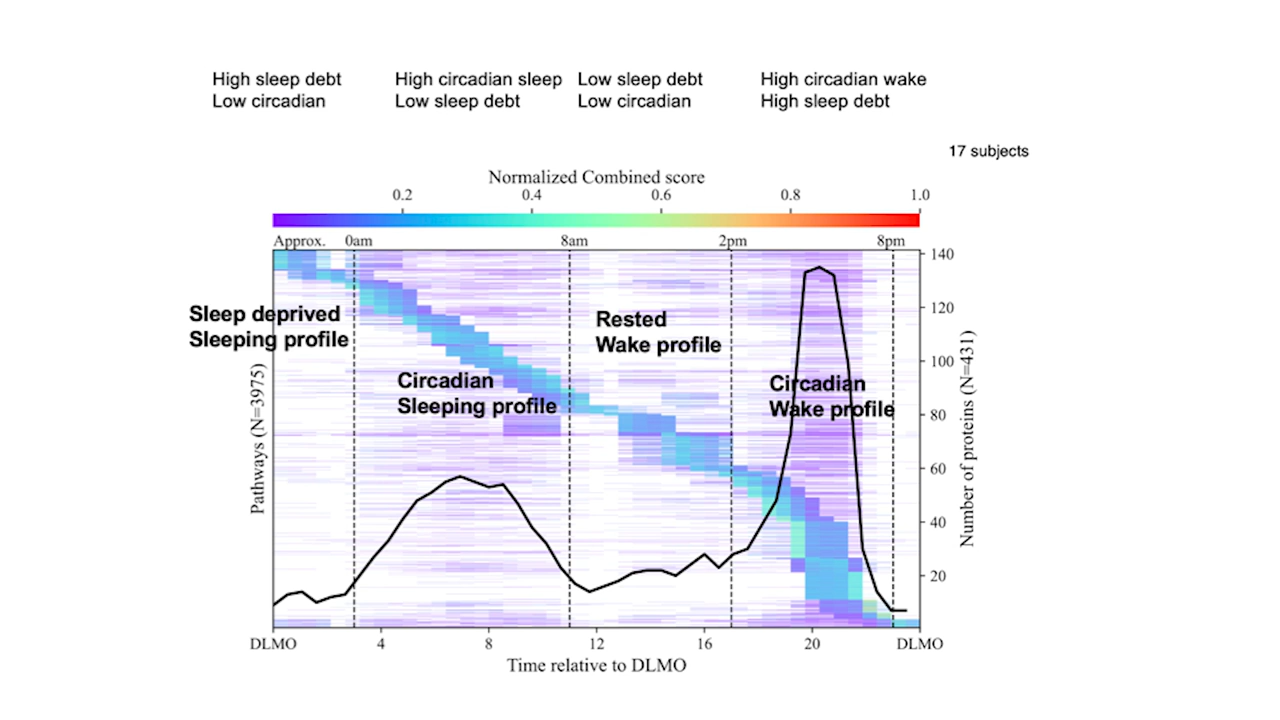 High sleep debt
Low circadian
High circadian sleep
Low sleep debt
Low sleep debt
Low circadian
High circadian wake
High sleep debt
17 subjects
Normalized Combined score
0.2 0.4 0.6 0.8 1.0
Approx. 0am 8am 2pm 8pm
Sleep deprived
Sleeping profile
Circadian
Sleeping profile
Rested
Wake profile
Circadian
Wake profile
Pathways (N=3975)
140
120
100
80
60
40
20
Number of proteins (N=431)
DLMO 4 8 12 16 20 DLMO
Time relative to DLMO